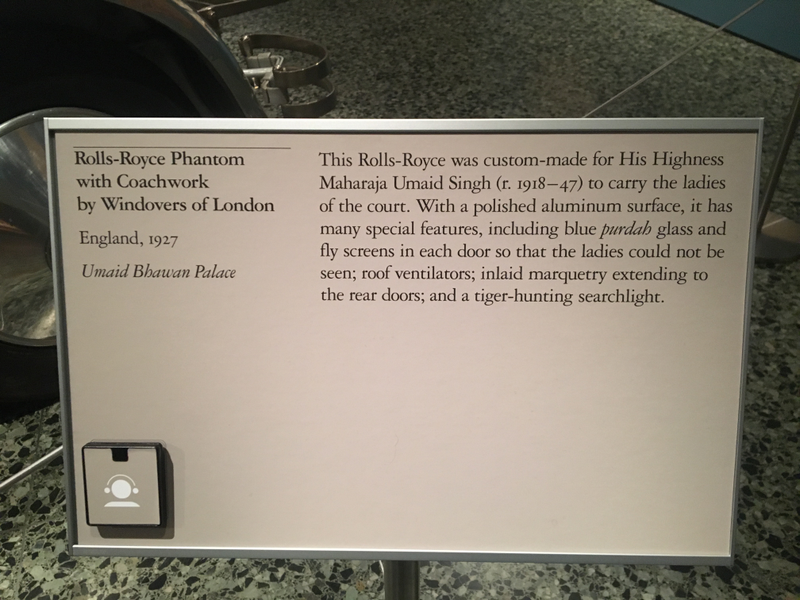 Rolls-Royce Phantom
with Coachwork
by Windovers of London
England, 1927
Umaid Bhawan Palace
This Rolls-Royce was custom-made for His Highness
Maharaja Umaid Singh (r. 1918–47) to carry the ladies
of the court. With a polished aluminum surface, it has
many special features, including blue purdah glass and
fly screens in each door so that the ladies could not be
seen; roof ventilators; inlaid marquetry extending to
the rear doors; and a tiger-hunting searchlight.